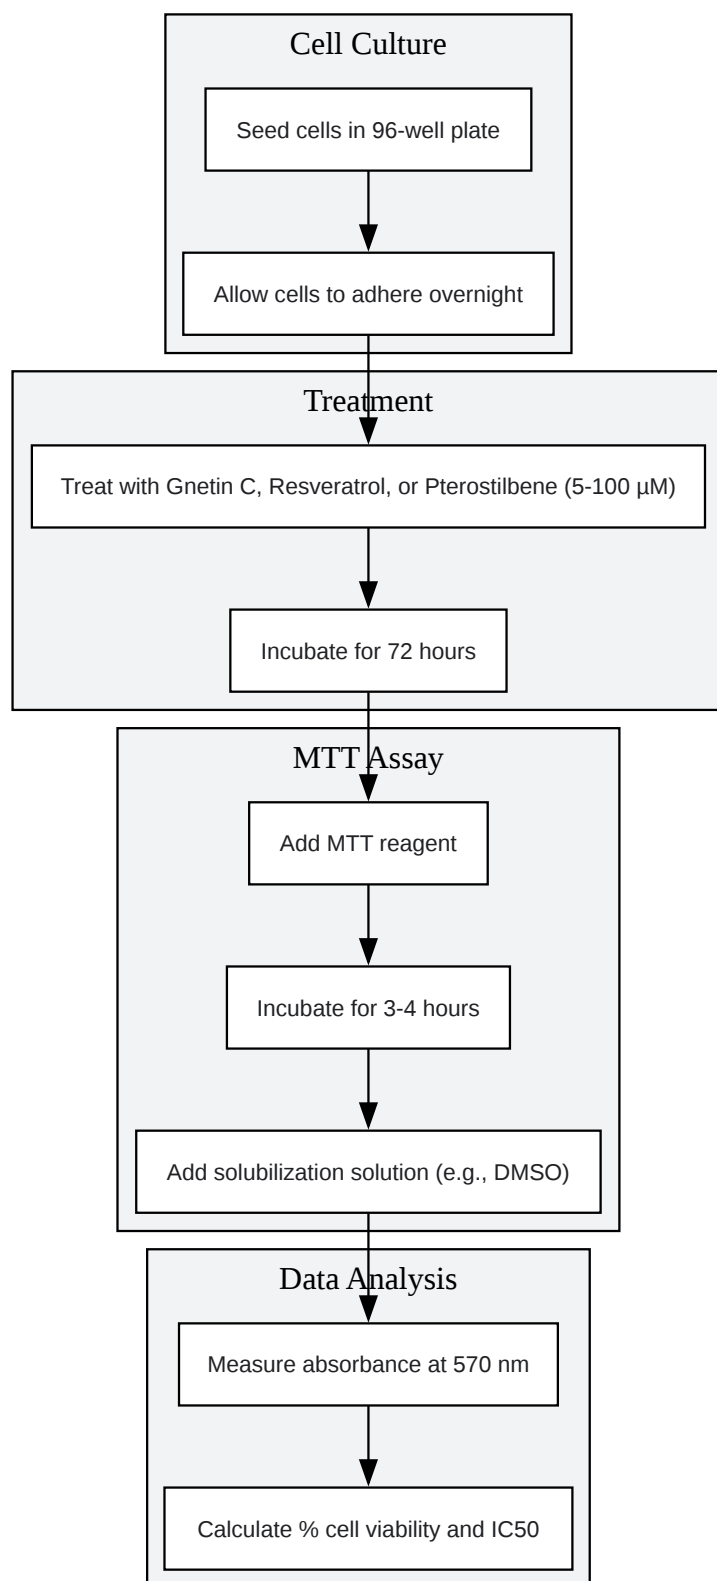 Cell Culture
Seed cells in 96-well plate
Allow cells to adhere overnight
Treatment
Treat with Gnetin C, Resveratrol, or Pterostilbene (5-100 µM)
Incubate for 72 hours
MTT Assay
Add MTT reagent
Incubate for 3-4 hours
Add solubilization solution (e.g., DMSO)
Data Analysis
Measure absorbance at 570 nm
Calculate % cell viability and IC50